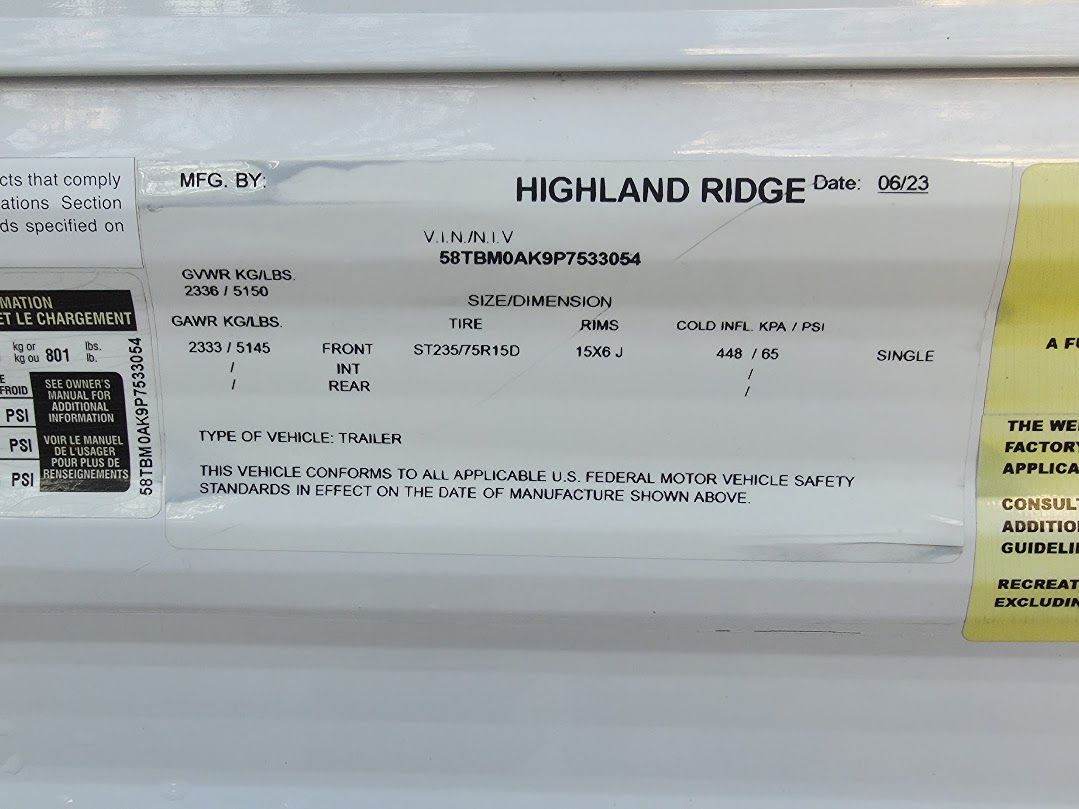 cts that comply
ations Section
ds specified on
MATION
ET LE CHARGEMENT
kg or
kg ou 801 lbs.
lb.
E
FROID
PSI
PSI
PSI
SEE OWNER'S
MANUAL FOR
ADDITIONAL
INFORMATION
VOIR LE MANUEL
DE L'USAGER
POUR PLUS DE
RENSEIGNEMENTS
58TBM0AK9P7533054
MFG. BY: HIGHLAND RIDGE Date: 06/23
V.I.N./N.I.V
58TBM0AK9P7533054
GVWR KG/LBS.
2336 / 5150
SIZE/DIMENSION
GAWR KG/LBS. TIRE RIMS COLD INFL. KPA / PSI
2333 / 5145 FRONT ST235/75R15D 15X6 J 448 / 65 SINGLE
/ INT /
/ REAR /
TYPE OF VEHICLE: TRAILER
THIS VEHICLE CONFORMS TO ALL APPLICABLE U.S. FEDERAL MOTOR VEHICLE SAFETY
STANDARDS IN EFFECT ON THE DATE OF MANUFACTURE SHOWN ABOVE.
A FU
THE WEI
FACTORY
APPLICA
CONSULT
ADDITIO
GUIDELI
RECREAT
EXCLUDIN